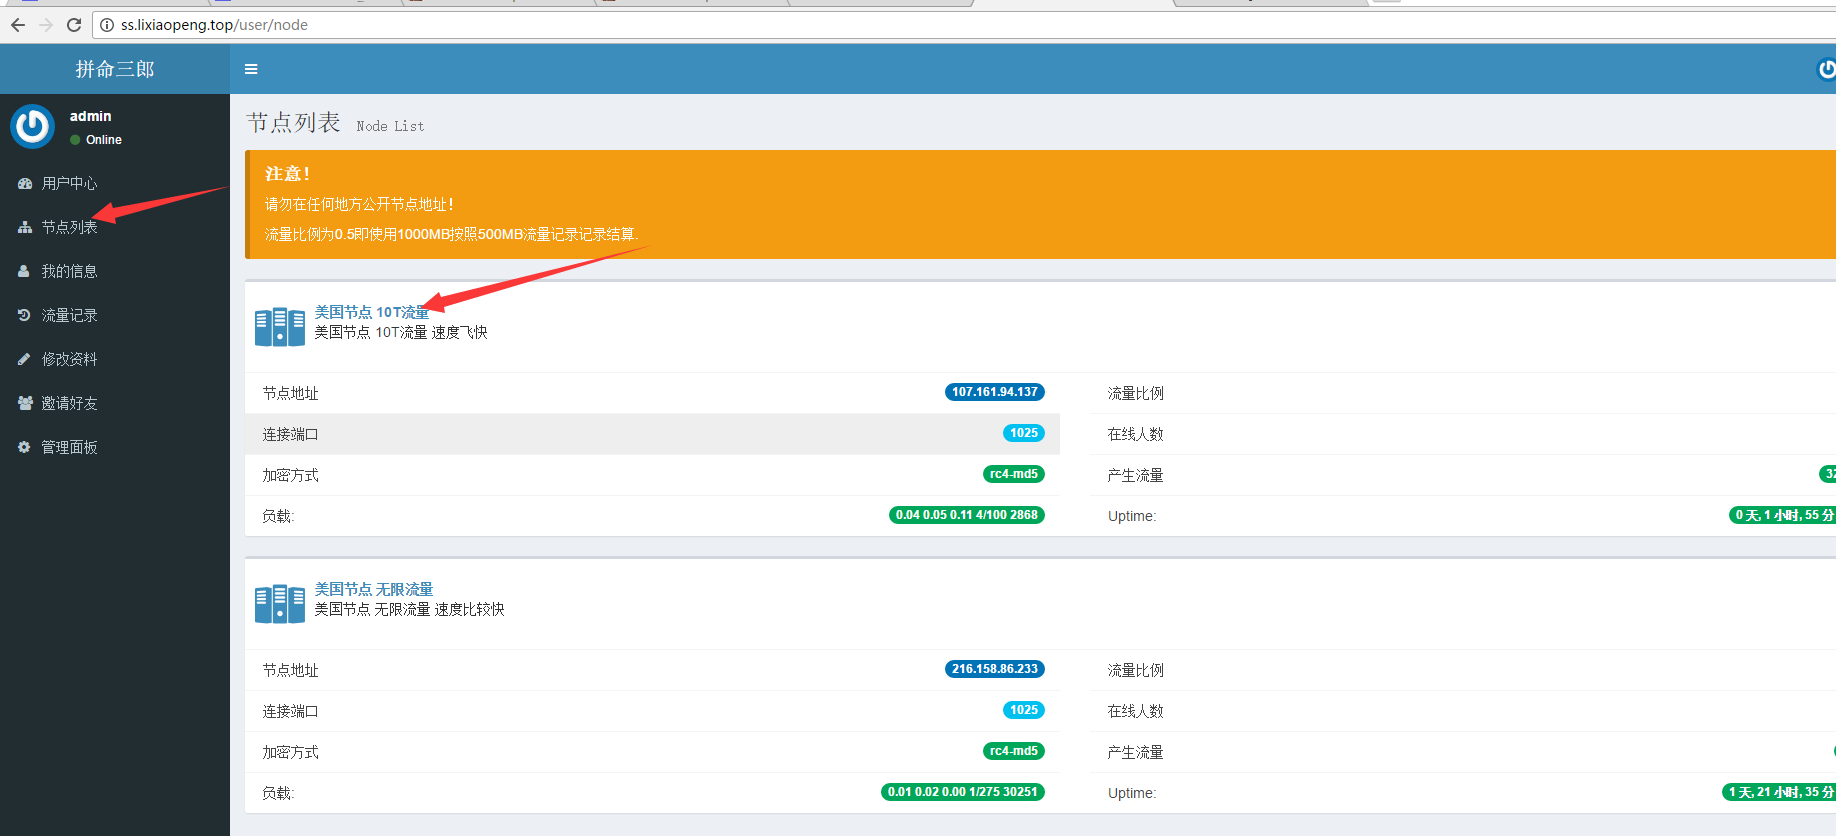 ss.lixiaopeng.top/user/node
拼命三郎
admin
Online
用户中心
节点列表
我的信息
流量记录
修改资料
邀请好友
管理面板
节点列表 Node List
注意!
请勿在任何地方公开节点地址!
流量比例为0.5即使用1000MB按照500MB流量记录记录结算.
美国节点 10T流量
美国节点 10T流量 速度飞快
节点地址 107.161.94.137 流量比例
连接端口 1025 在线人数
加密方式 rc4-md5 产生流量 32
负载: 0.04 0.05 0.11 4/100 2868 Uptime: 0 天, 1 小时, 55 分
美国节点 无限流量
美国节点 无限流量 速度比较快
节点地址 216.158.86.233 流量比例
连接端口 1025 在线人数
加密方式 rc4-md5 产生流量
负载: 0.01 0.02 0.00 1/275 30251 Uptime: 1 天, 21 小时, 35 分